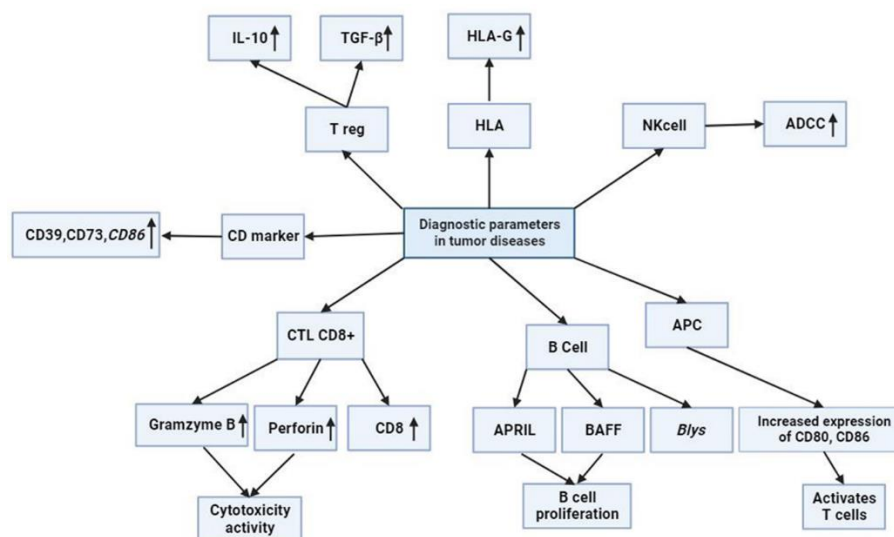 IL-10
TGF-β
HLA-G
T reg
HLA
NKcell
ADCC
CD39,CD73,CD86
CD marker
Diagnostic parameters
in tumor diseases
CTL CD8+
B Cell
APC
Gramzyme B
Perforin
CD8
APRIL
BAFF
Blys
Increased expression
of CD80, CD86
Cytotoxicity
activity
B cell
proliferation
Activates
T cells